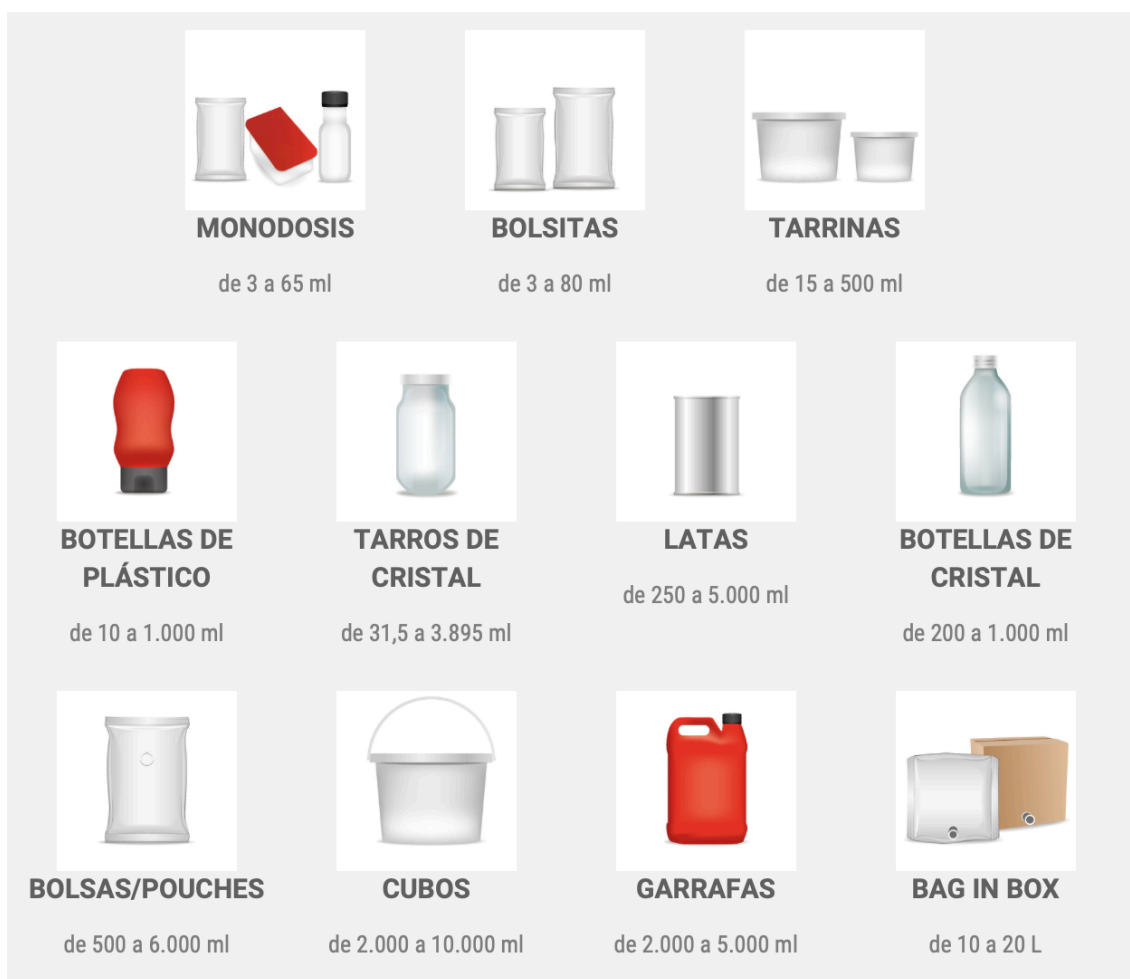 MONODOSIS
de 3 a 65 ml
BOLSITAS
de 3 a 80 ml
TARRINAS
de 15 a 500 ml
BOTELLAS DE
PLÁSTICO
de 10 a 1.000 ml
TARROS DE
CRISTAL
de 31,5 a 3.895 ml
LATAS
de 250 a 5.000 ml
BOTELLAS DE
CRISTAL
de 200 a 1.000 ml
BOLSAS/POUCHES
de 500 a 6.000 ml
CUBOS
de 2.000 a 10.000 ml
GARRAFAS
de 2.000 a 5.000 ml
BAG IN BOX
de 10 a 20 L